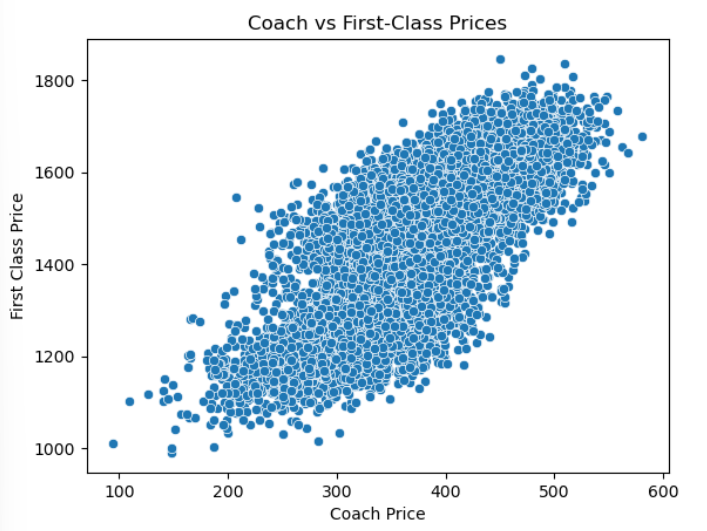 Coach vs First-Class Prices
First Class Price
1800
1600
1400
1200
1000
100 200 300 400 500 600
Coach Price